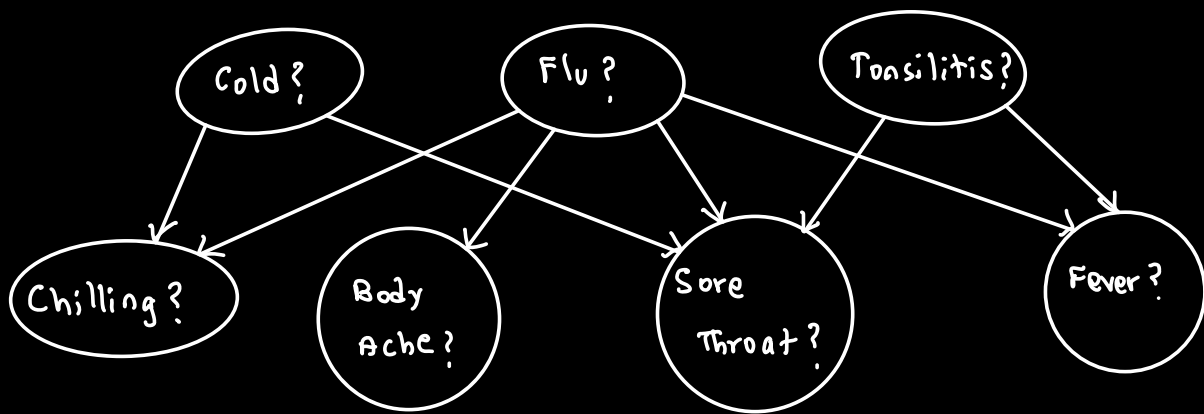 Cold?
Flu?
Tonsilitis?
Chilling?
Body
Ache?
Sore
Throat?
Fever?